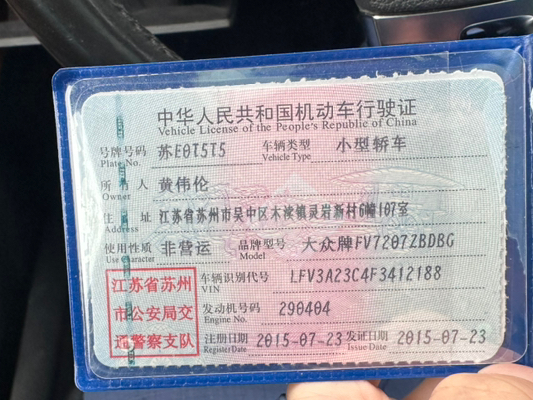 中华人民共和国机动车行驶证
Vehicle License of the People's Republic of China
号牌号码 苏E0T5T5 车辆类型 小型轿车
Plate No. Vehicle Type
所有人 黄伟伦
Owner
住址 江苏省苏州市吴中区木渎镇灵岩新村6幢107室
Address
使用性质 非营运 品牌型号 大众牌FV7207ZBDBG
Use Character Model
江苏省苏州 车辆识别代号 LFV3A23C4F3412188
VIN
市公安局交 发动机号码 290404
Engine No.
通警察支队 注册日期 2015-07-23 发证日期 2015-07-23
Register Date Issue Date